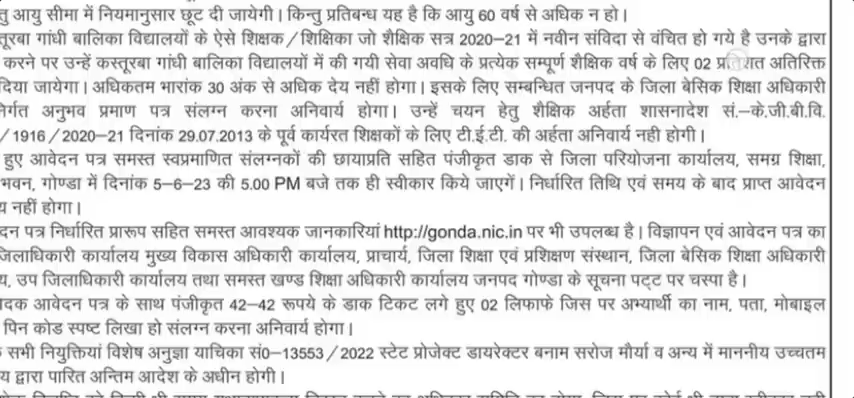 तु आयु सीमा में नियमानुसार छूट दी जायेगी। किन्तु प्रतिबन्ध यह है कि आयु 60 वर्ष से अधिक न हो।
तूरबा गांधी बालिका विद्यालयों के ऐसे शिक्षक/शिक्षिका जो शैक्षिक सत्र 2020–21 में नवीन संविदा से वंचित हो गये है उनके द्वारा
करने पर उन्हें कस्तूरबा गांधी बालिका विद्यालयों में की गयी सेवा अवधि के प्रत्येक सम्पूर्ण शैक्षिक वर्ष के लिए 02 प्रतिशत अतिरिक्त
दिया जायेगा। अधिकतम भारांक 30 अंक से अधिक देय नहीं होगा। इसके लिए सम्बन्धित जनपद के जिला बेसिक शिक्षा अधिकारी
नेर्गत अनुभव प्रमाण पत्र संलग्न करना अनिवार्य होगा। उन्हें चयन हेतु शैक्षिक अर्हता शासनादेश सं.–के.जी.बी.वि.
/1916/2020–21 दिनांक 29.07.2013 के पूर्व कार्यरत शिक्षकों के लिए टी.ई.टी. की अर्हता अनिवार्य नही होगी।
हुए आवेदन पत्र समस्त स्वप्रमाणित संलग्नकों की छायाप्रति सहित पंजीकृत डाक से जिला परियोजना कार्यालय, समग्र शिक्षा,
भवन, गोण्डा में दिनांक 5–6–23 की 5.00 PM बजे तक ही स्वीकार किये जाएगें। निर्धारित तिथि एवं समय के बाद प्राप्त आवेदन
य नहीं होगा।
दन पत्र निर्धारित प्रारूप सहित समस्त आवश्यक जानकारियां http://gonda.nic.in पर भी उपलब्ध है। विज्ञापन एवं आवेदन पत्र का
जिलाधिकारी कार्यालय मुख्य विकास अधिकारी कार्यालय, प्राचार्य, जिला शिक्षा एवं प्रशिक्षण संस्थान, जिला बेसिक शिक्षा अधिकारी
य, उप जिलाधिकारी कार्यालय तथा समस्त खण्ड शिक्षा अधिकारी कार्यालय जनपद गोण्डा के सूचना पट्ट पर चस्पा है।
दक आवेदन पत्र के साथ पंजीकृत 42–42 रूपये के डाक टिकट लगे हुए 02 लिफाफे जिस पर अभ्यार्थी का नाम, पता, मोबाइल
पिन कोड स्पष्ट लिखा हो संलग्न करना अनिवार्य होगा।
सभी नियुक्तियां विशेष अनुज्ञा याचिका सं0–13553/2022 स्टेट प्रोजेक्ट डायरेक्टर बनाम सरोज मौर्या व अन्य में माननीय उच्चतम
य द्वारा पारित अन्तिम आदेश के अधीन होगी।